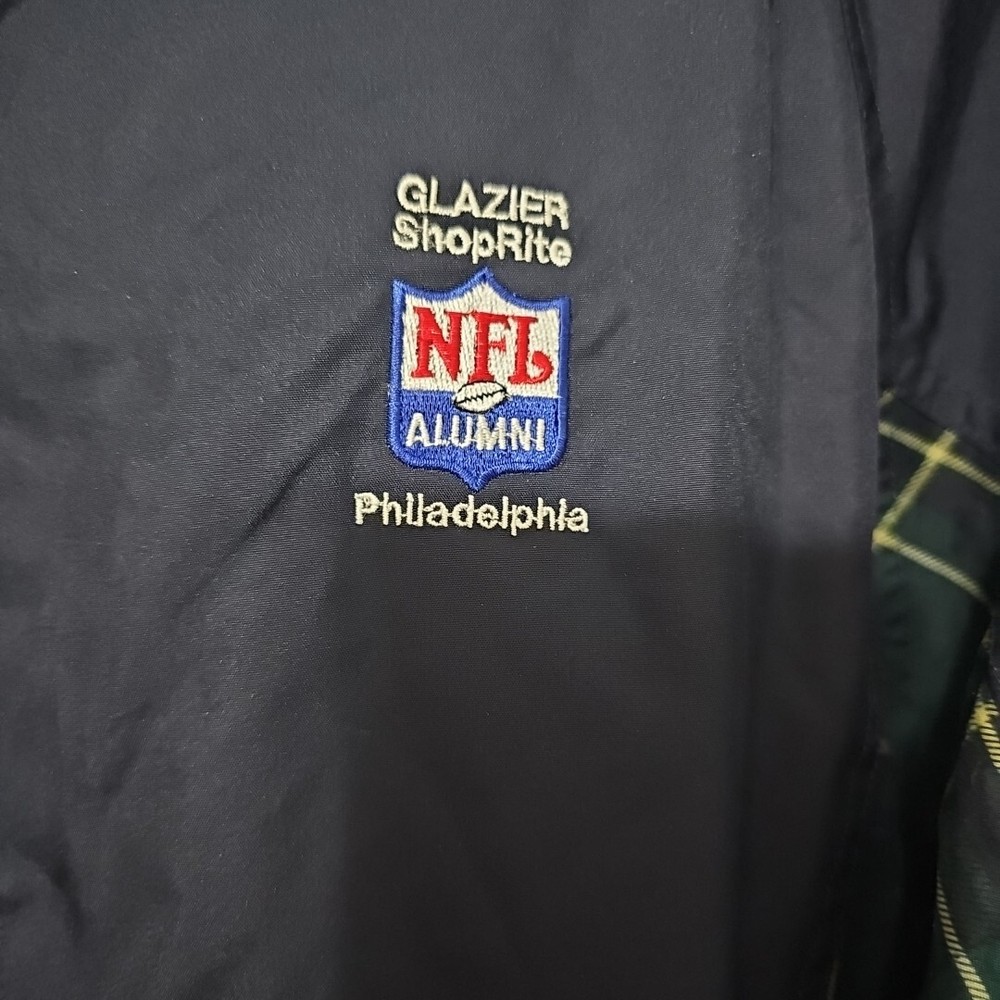 GLAZIER
ShopRite
NFL
ALUMNI
Philadelphia